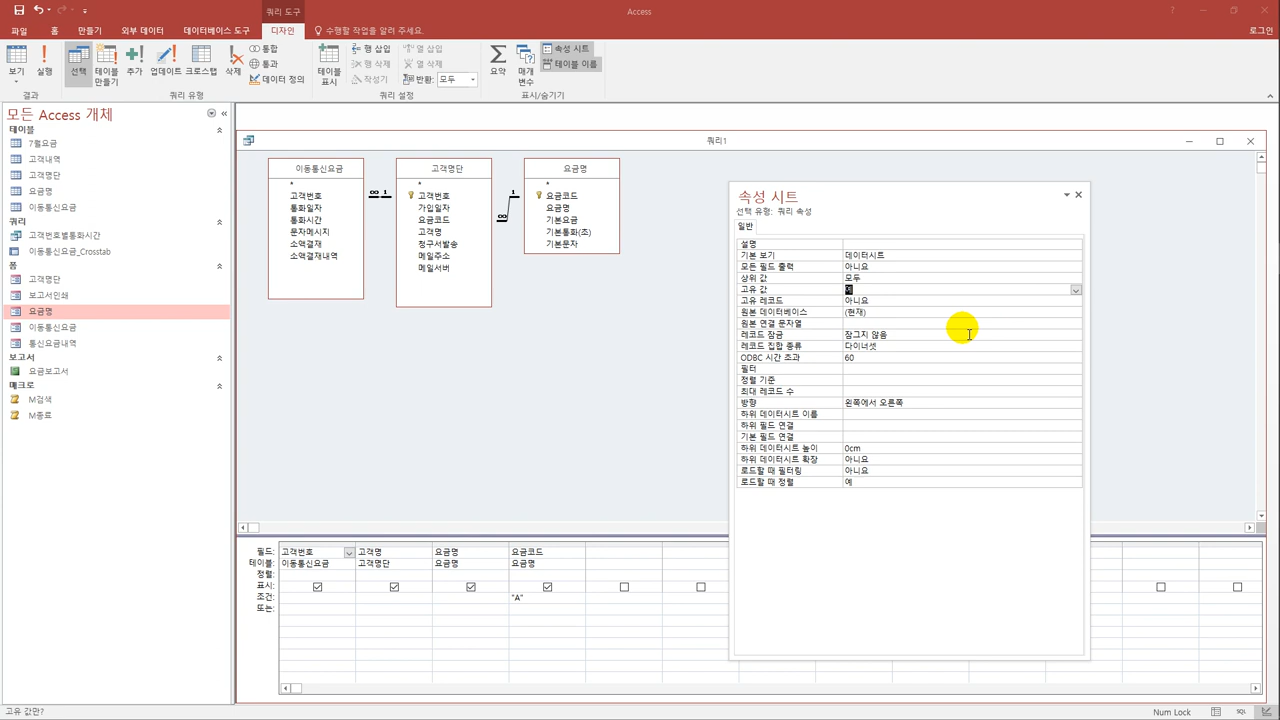 쿼리 도구
Access
로그인
파일
홈
만들기
외부 데이터
데이터베이스 도구
디자인
수행할 작업을 알려 주세요.
보기
실행
선택
테이블
만들기
추가
업데이트
크로스탭
삭제
통합
통과
데이터 정의
테이블
표시
행 삽입
행 삭제
작성기
열 삽입
열 삭제
반환: 모두
요약
매개
변수
속성 시트
테이블 이름
결과
쿼리 유형
쿼리 설정
표시/숨기기
모든 Access 개체
테이블
7월요금
고객내역
고객명단
요금명
이동통신요금
쿼리
고객번호별통화시간
이동통신요금_Crosstab
폼
고객명단
보고서인쇄
요금명
이동통신요금
통신요금내역
보고서
요금보고서
매크로
M검색
M종료
쿼리1
이동통신요금
*
고객번호
통화일자
통화시간
문자메시지
소액결재
소액결재내역
∞ 1
고객명단
*
고객번호
가입일자
요금코드
고객명
청구서발송
메일주소
메일서버
∞ 1
요금명
*
요금코드
요금명
기본요금
기본통화(초)
기본문자
속성 시트
선택 유형: 쿼리 속성
일반
설명
기본 보기 데이터시트
모든 필드 출력 아니요
상위 값 모두
고유 값 예
고유 레코드 아니요
원본 데이터베이스 (현재)
원본 연결 문자열
레코드 잠금 잠그지 않음
레코드 집합 종류 다이너셋
ODBC 시간 초과 60
필터
정렬 기준
최대 레코드 수
방향 왼쪽에서 오른쪽
하위 데이터시트 이름
하위 필드 연결
기본 필드 연결
하위 데이터시트 높이 0cm
하위 데이터시트 확장 아니요
로드할 때 필터링 아니요
로드할 때 정렬 예
필드: 고객번호 고객명 요금명 요금코드
테이블: 이동통신요금 고객명단 요금명 요금명
정렬:
표시:
조건: "A"
또는:
고유 값만?
Num Lock
SQL